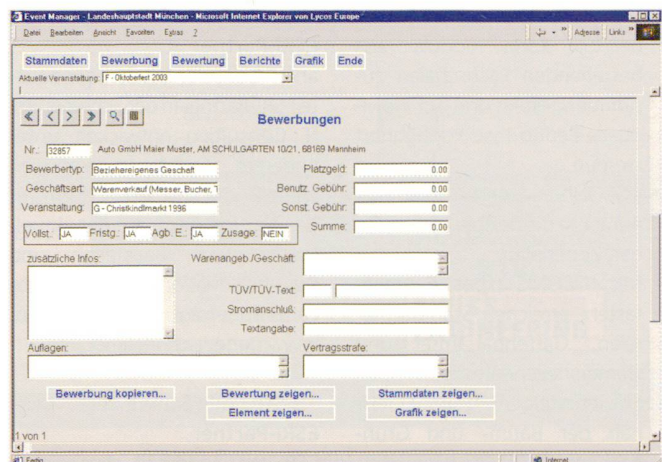 Event Manager - Landeshauptstadt München - Microsoft Internet Explorer von Lycos Europe
Datei Bearbeiten Ansicht Favoriten Extras ? Adresse Links
Stammdaten Bewerbung Bewertung Berichte Grafik Ende
Aktuelle Veranstaltung: F - Oktoberfest 2003
Bewerbungen
Nr.: 32857 Auto GmbH Maier Muster, AM SCHULGARTEN 10/21, 68169 Mannheim
Bewerbertyp: Beziehereigenes Geschäft Platzgeld: 0.00
Geschäftsart: Warenverkauf (Messer, Bücher, T Benutz. Gebühr: 0.00
Veranstaltung: G - Christkindlmarkt 1996 Sonst. Gebühr: 0.00
Vollst.: JA Fristg.: JA Agb. E.: JA Zusage: NEIN Summe: 0.00
zusätzliche Infos: Warenangeb./Geschäft:
TÜV/TÜV-Text:
Stromanschluß:
Textangabe:
Auflagen: Vertragsstrafe:
Bewerbung kopieren... Bewertung zeigen... Stammdaten zeigen...
Element zeigen... Grafik zeigen...
1 von 1
Fertig Internet